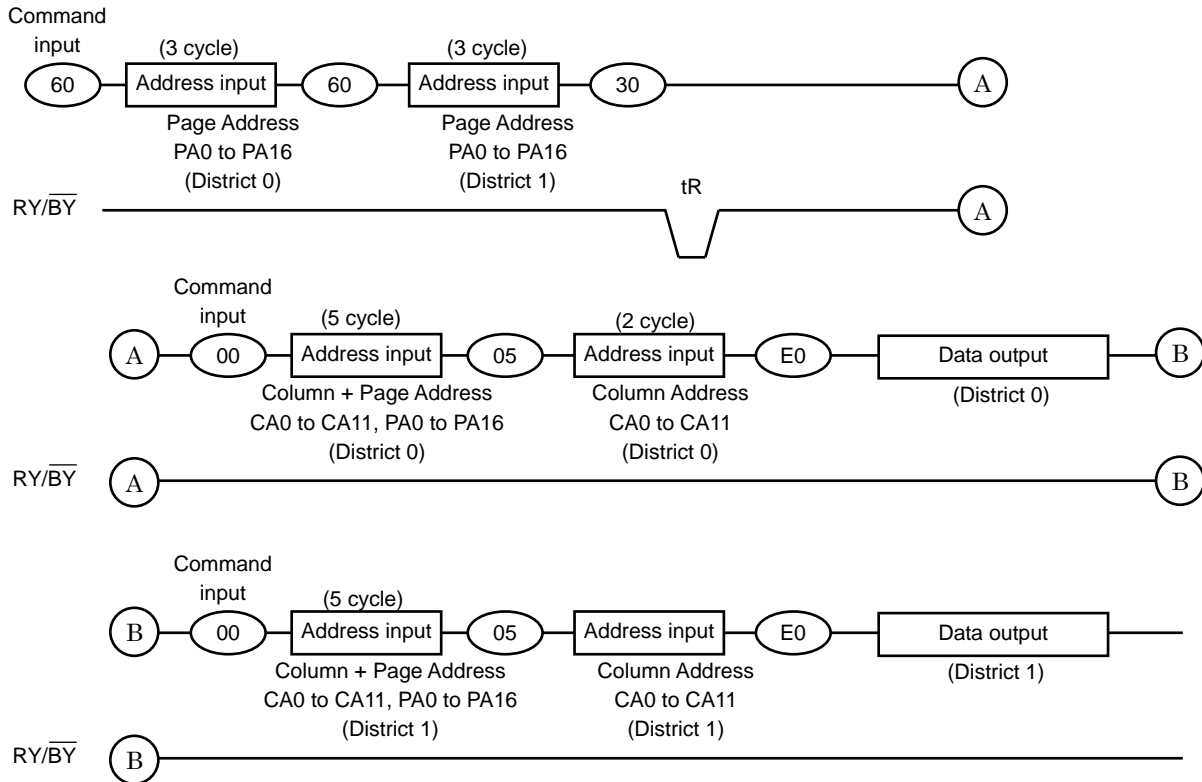 Command
input
(3 cycle) (3 cycle)
60 Address input 60 Address input 30 A
Page Address Page Address
PA0 to PA16 PA0 to PA16
(District 0) (District 1)
tR
RY/BY A
Command
input
(5 cycle) (2 cycle)
A 00 Address input 05 Address input E0 Data output B
Column + Page Address Column Address (District 0)
CA0 to CA11, PA0 to PA16 CA0 to CA11
(District 0) (District 0)
RY/BY A B
Command
input
(5 cycle)
B 00 Address input 05 Address input E0 Data output
Column + Page Address Column Address (District 1)
CA0 to CA11, PA0 to PA16 CA0 to CA11
(District 1) (District 1)
RY/BY B